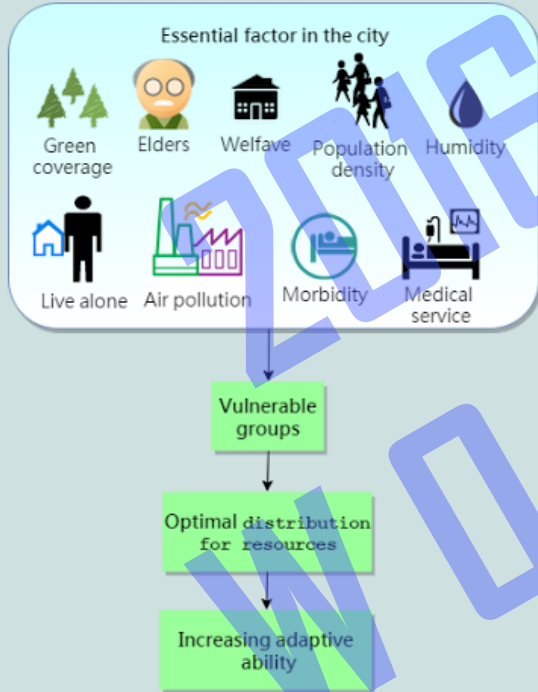 Essential factor in the city
Green
coverage
Elders
Welfave
Population
density
Humidity
Live alone
Air pollution
Morbidity
Medical
service
Vulnerable
groups
Optimal distribution
for resources
Increasing adaptive
ability